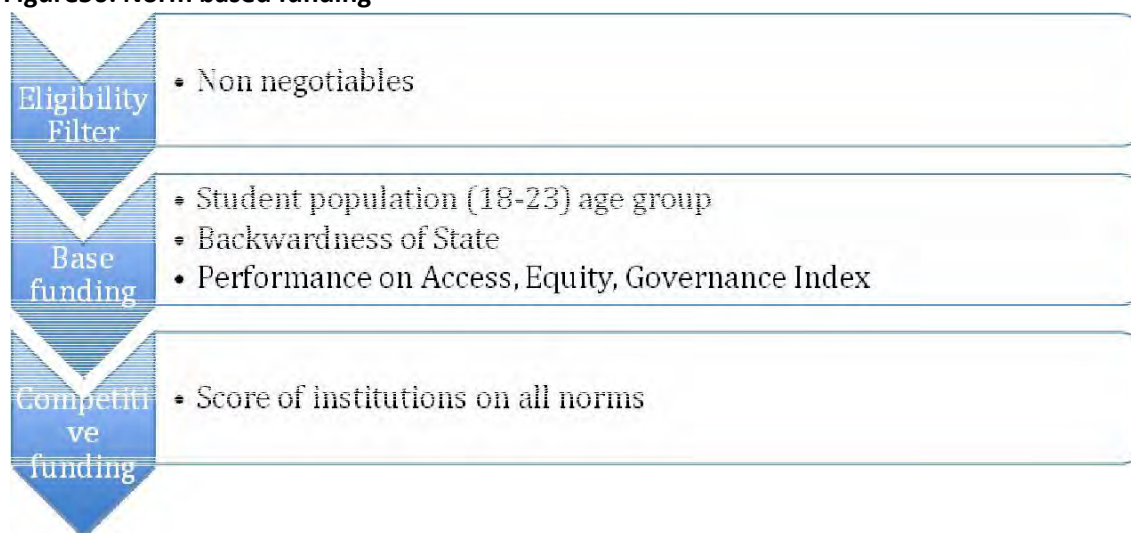 Figure36: Norm based funding
Eligibility
Filter
• Non negotiables
Base
funding
• Student population (18-23) age group
• Backwardness of State
• Performance on Access, Equity, Governance Index
Competiti
ve
funding
• Score of institutions on all norms